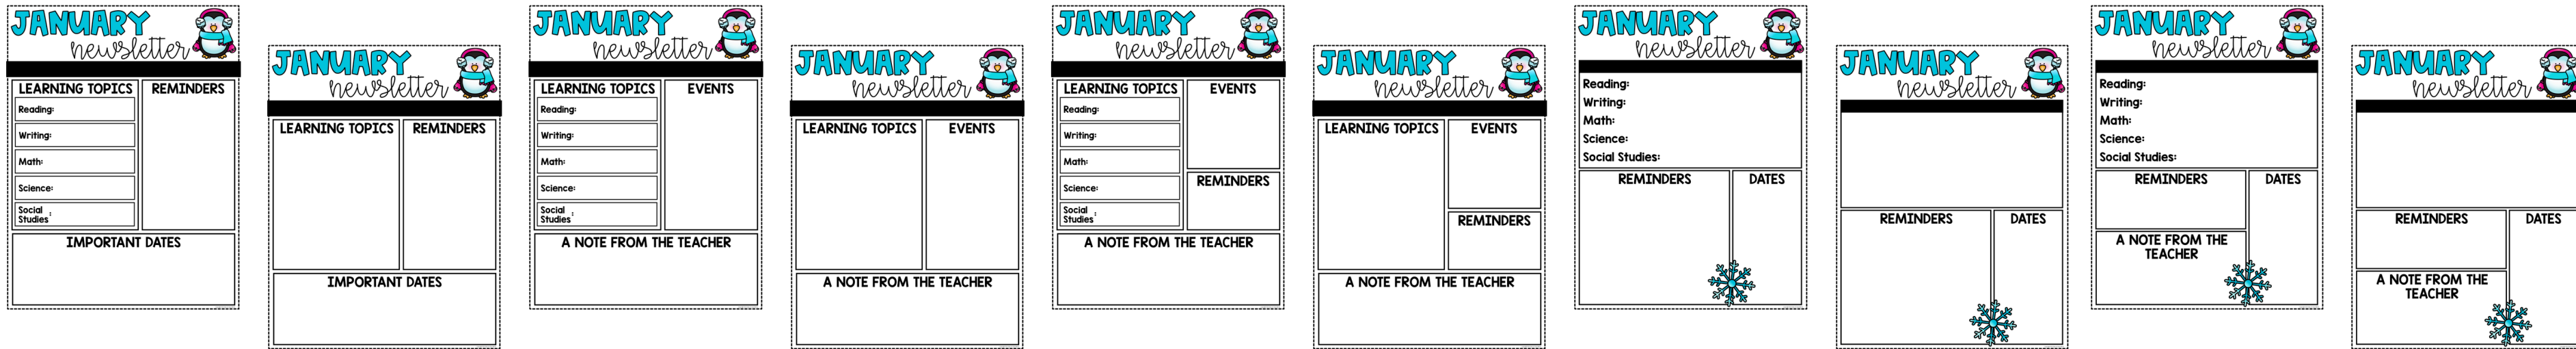 JANUARY
newsletter
LEARNING TOPICS
REMINDERS
Reading:
Writing:
Math:
Science:
Social
Studies :
IMPORTANT DATES
JANUARY
newsletter
LEARNING TOPICS
REMINDERS
IMPORTANT DATES
JANUARY
newsletter
LEARNING TOPICS
EVENTS
Reading:
Writing:
Math:
Science:
Social
Studies :
A NOTE FROM THE TEACHER
JANUARY
newsletter
LEARNING TOPICS
EVENTS
A NOTE FROM THE TEACHER
JANUARY
newsletter
LEARNING TOPICS
EVENTS
Reading:
Writing:
Math:
Science:
Social
Studies :
REMINDERS
A NOTE FROM THE TEACHER
JANUARY
newsletter
LEARNING TOPICS
EVENTS
REMINDERS
A NOTE FROM THE TEACHER
JANUARY
newsletter
Reading:
Writing:
Math:
Science:
Social Studies:
REMINDERS
DATES
JANUARY
newsletter
REMINDERS
DATES
JANUARY
newsletter
Reading:
Writing:
Math:
Science:
Social Studies:
REMINDERS
DATES
A NOTE FROM THE
TEACHER
JANUARY
newsletter
REMINDERS
DATES
A NOTE FROM THE
TEACHER